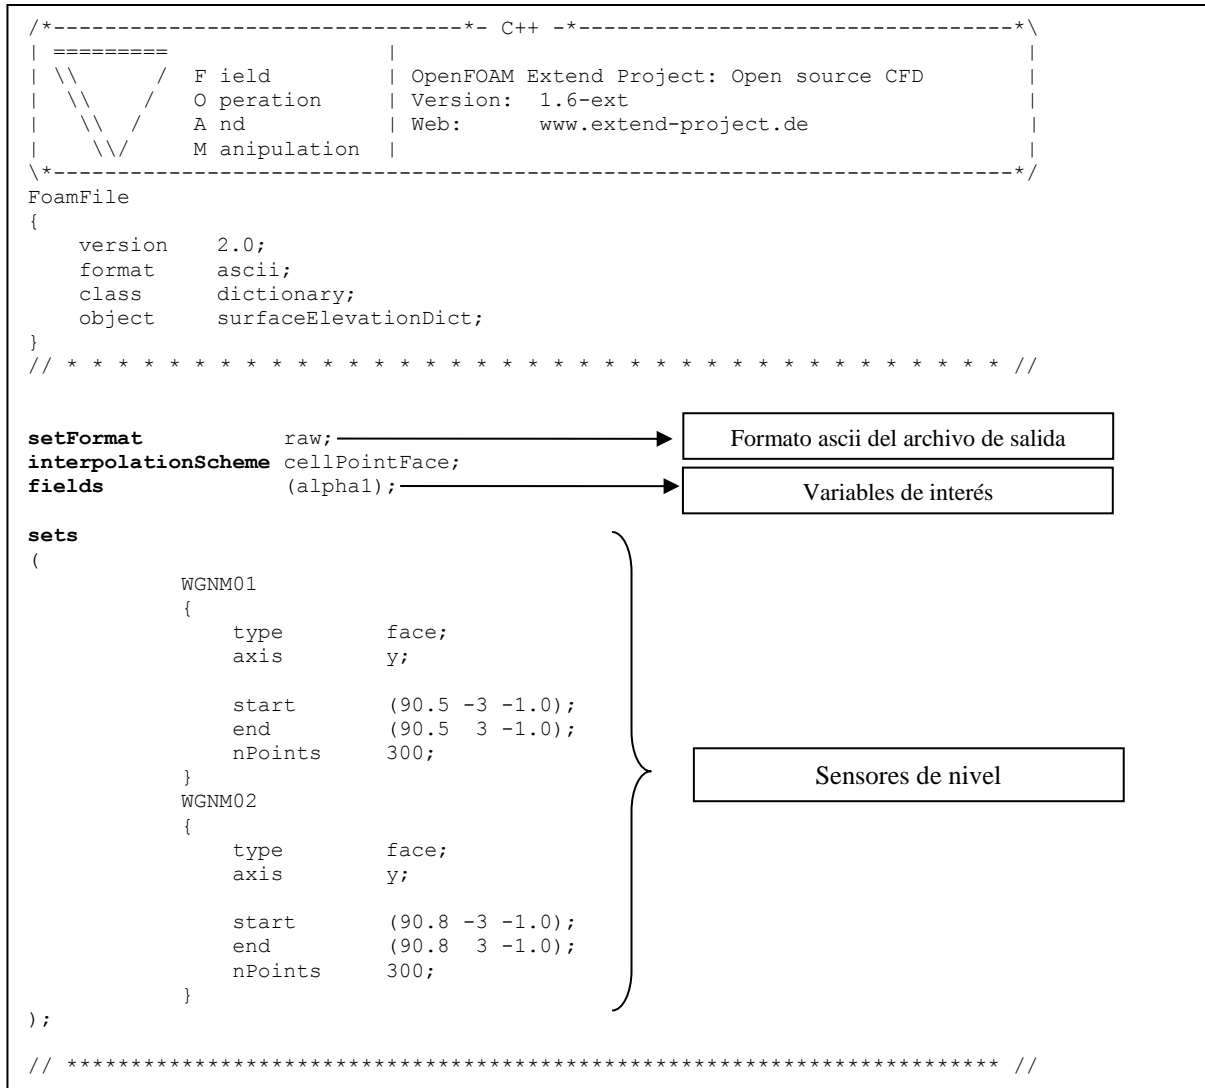 /*--------------------------------*- C++ -*----------------------------------*\
| =========                 |                                                 |
| \\      /  F ield         | OpenFOAM Extend Project: Open source CFD        |
|  \\    /   O peration     | Version:  1.6-ext                               |
|   \\  /    A nd           | Web:      www.extend-project.de                 |
|    \\/     M anipulation  |                                                 |
\*---------------------------------------------------------------------------*/
FoamFile
{
    version    2.0;
    format     ascii;
    class      dictionary;
    object     surfaceElevationDict;
}
// * * * * * * * * * * * * * * * * * * * * * * * * * * * * * * * * * * * * * //
setFormat           raw;
Formato ascii del archivo de salida
interpolationScheme cellPointFace;
fields              (alpha1);
Variables de interés
sets
(
            WGNM01
            {
                type        face;
                axis        y;
                start       (90.5 -3 -1.0);
                end         (90.5  3 -1.0);
                nPoints     300;
            }
Sensores de nivel
            WGNM02
            {
                type        face;
                axis        y;
                start       (90.8 -3 -1.0);
                end         (90.8  3 -1.0);
                nPoints     300;
            }
);
// ************************************************************************* //